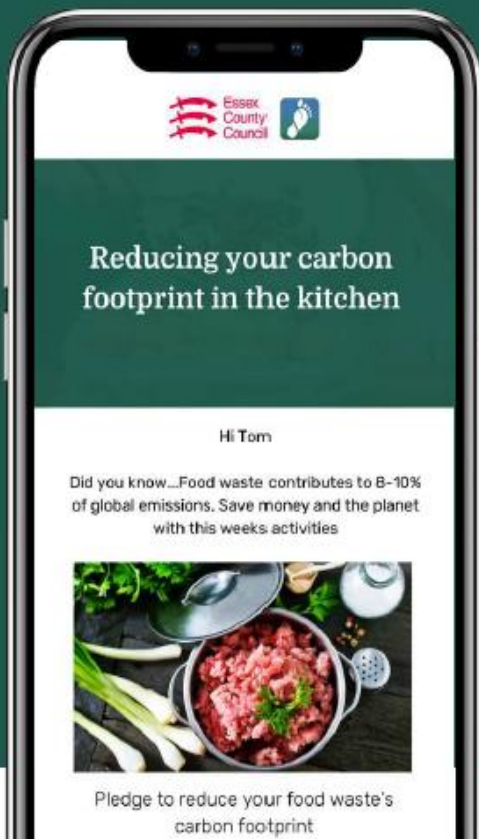 Essex
County
Council
Reducing your carbon
footprint in the kitchen
Hi Tom
Did you know...Food waste contributes to 8-10%
of global emissions. Save money and the planet
with this weeks activities
Pledge to reduce your food waste's
carbon footprint